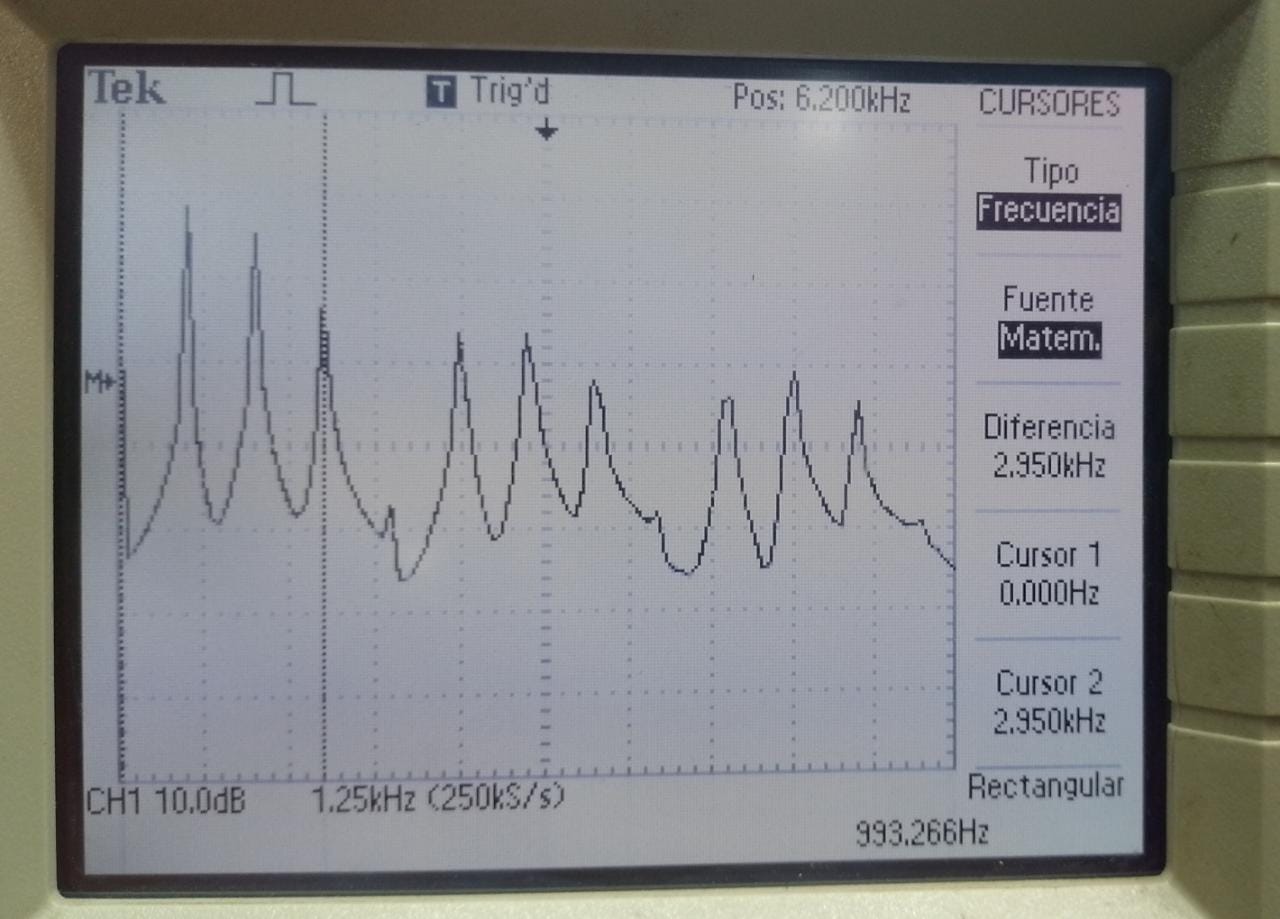 Tek T Trig'd Pos: 6.200kHz CURSORES
Tipo
Frecuencia
Fuente
Matem.
M
Diferencia
2.950kHz
Cursor 1
0.000Hz
Cursor 2
2.950kHz
CH1 10.0dB 1.25kHz (250kS/s) Rectangular
993.266Hz